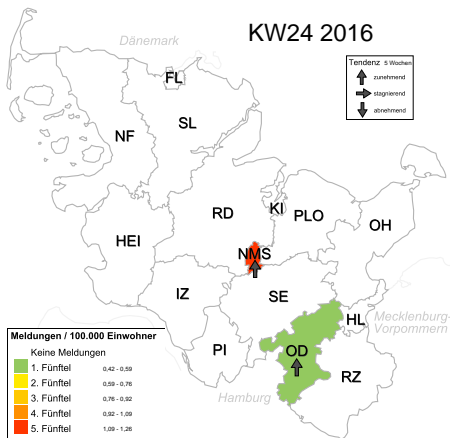 KW24 2016
Dänemark
Tendenz 5 Wochen
zunehmend
stagnierend
abnehmend
FL
SL
NF
RD
KI
PLO
OH
HEI
NMS
IZ
SE
HL
Mecklenburg-
Vorpommern
PI
OD
RZ
Hamburg
Meldungen / 100.000 Einwohner
Keine Meldungen
1. Fünftel 0,42 - 0,59
2. Fünftel 0,59 - 0,76
3. Fünftel 0,76 - 0,92
4. Fünftel 0,92 - 1,09
5. Fünftel 1,09 - 1,26